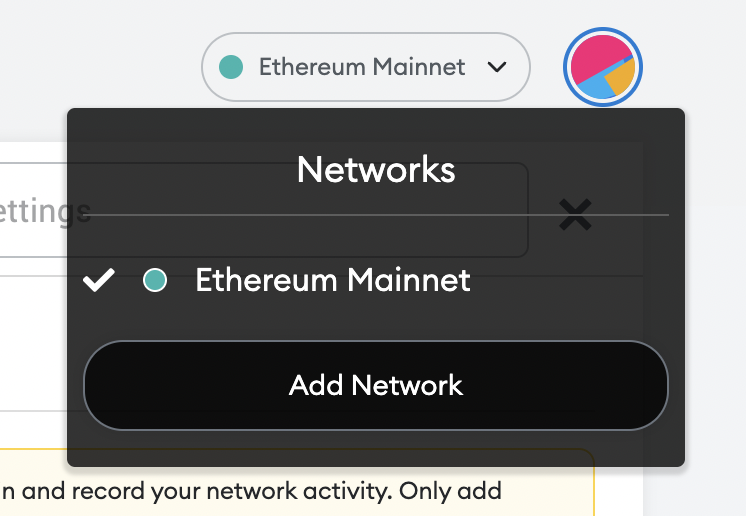 Ethereum Mainnet
Networks
ettings
Ethereum Mainnet
Add Network
n and record your network activity. Only add